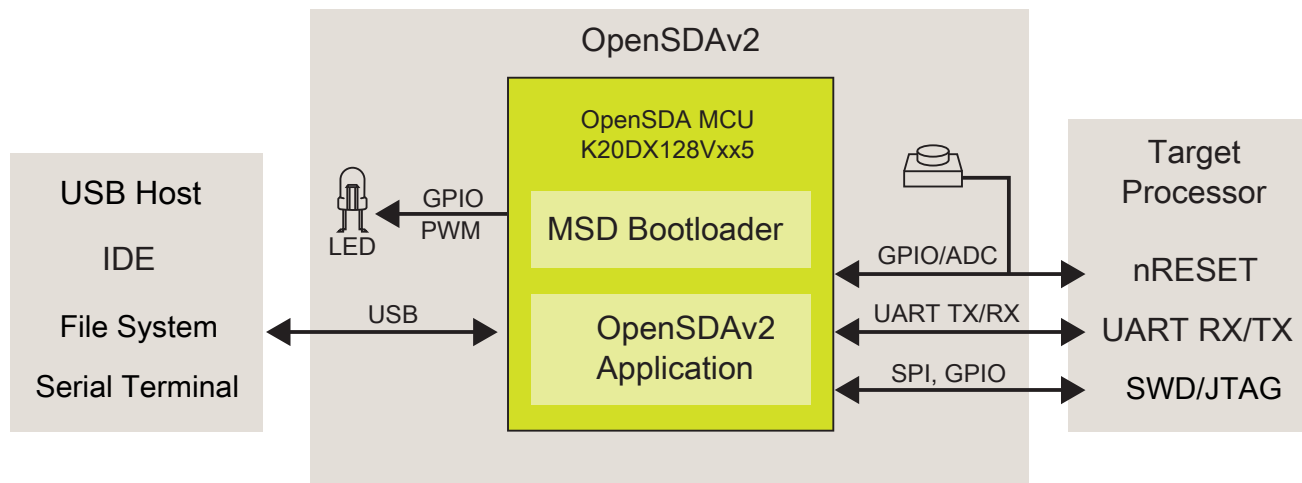 OpenSDAv2
USB Host
IDE
File System
Serial Terminal
LED
GPIO
PWM
USB
OpenSDA MCU
K20DX128Vxx5
MSD Bootloader
OpenSDAv2
Application
GPIO/ADC
UART TX/RX
SPI, GPIO
Target
Processor
nRESET
UART RX/TX
SWD/JTAG